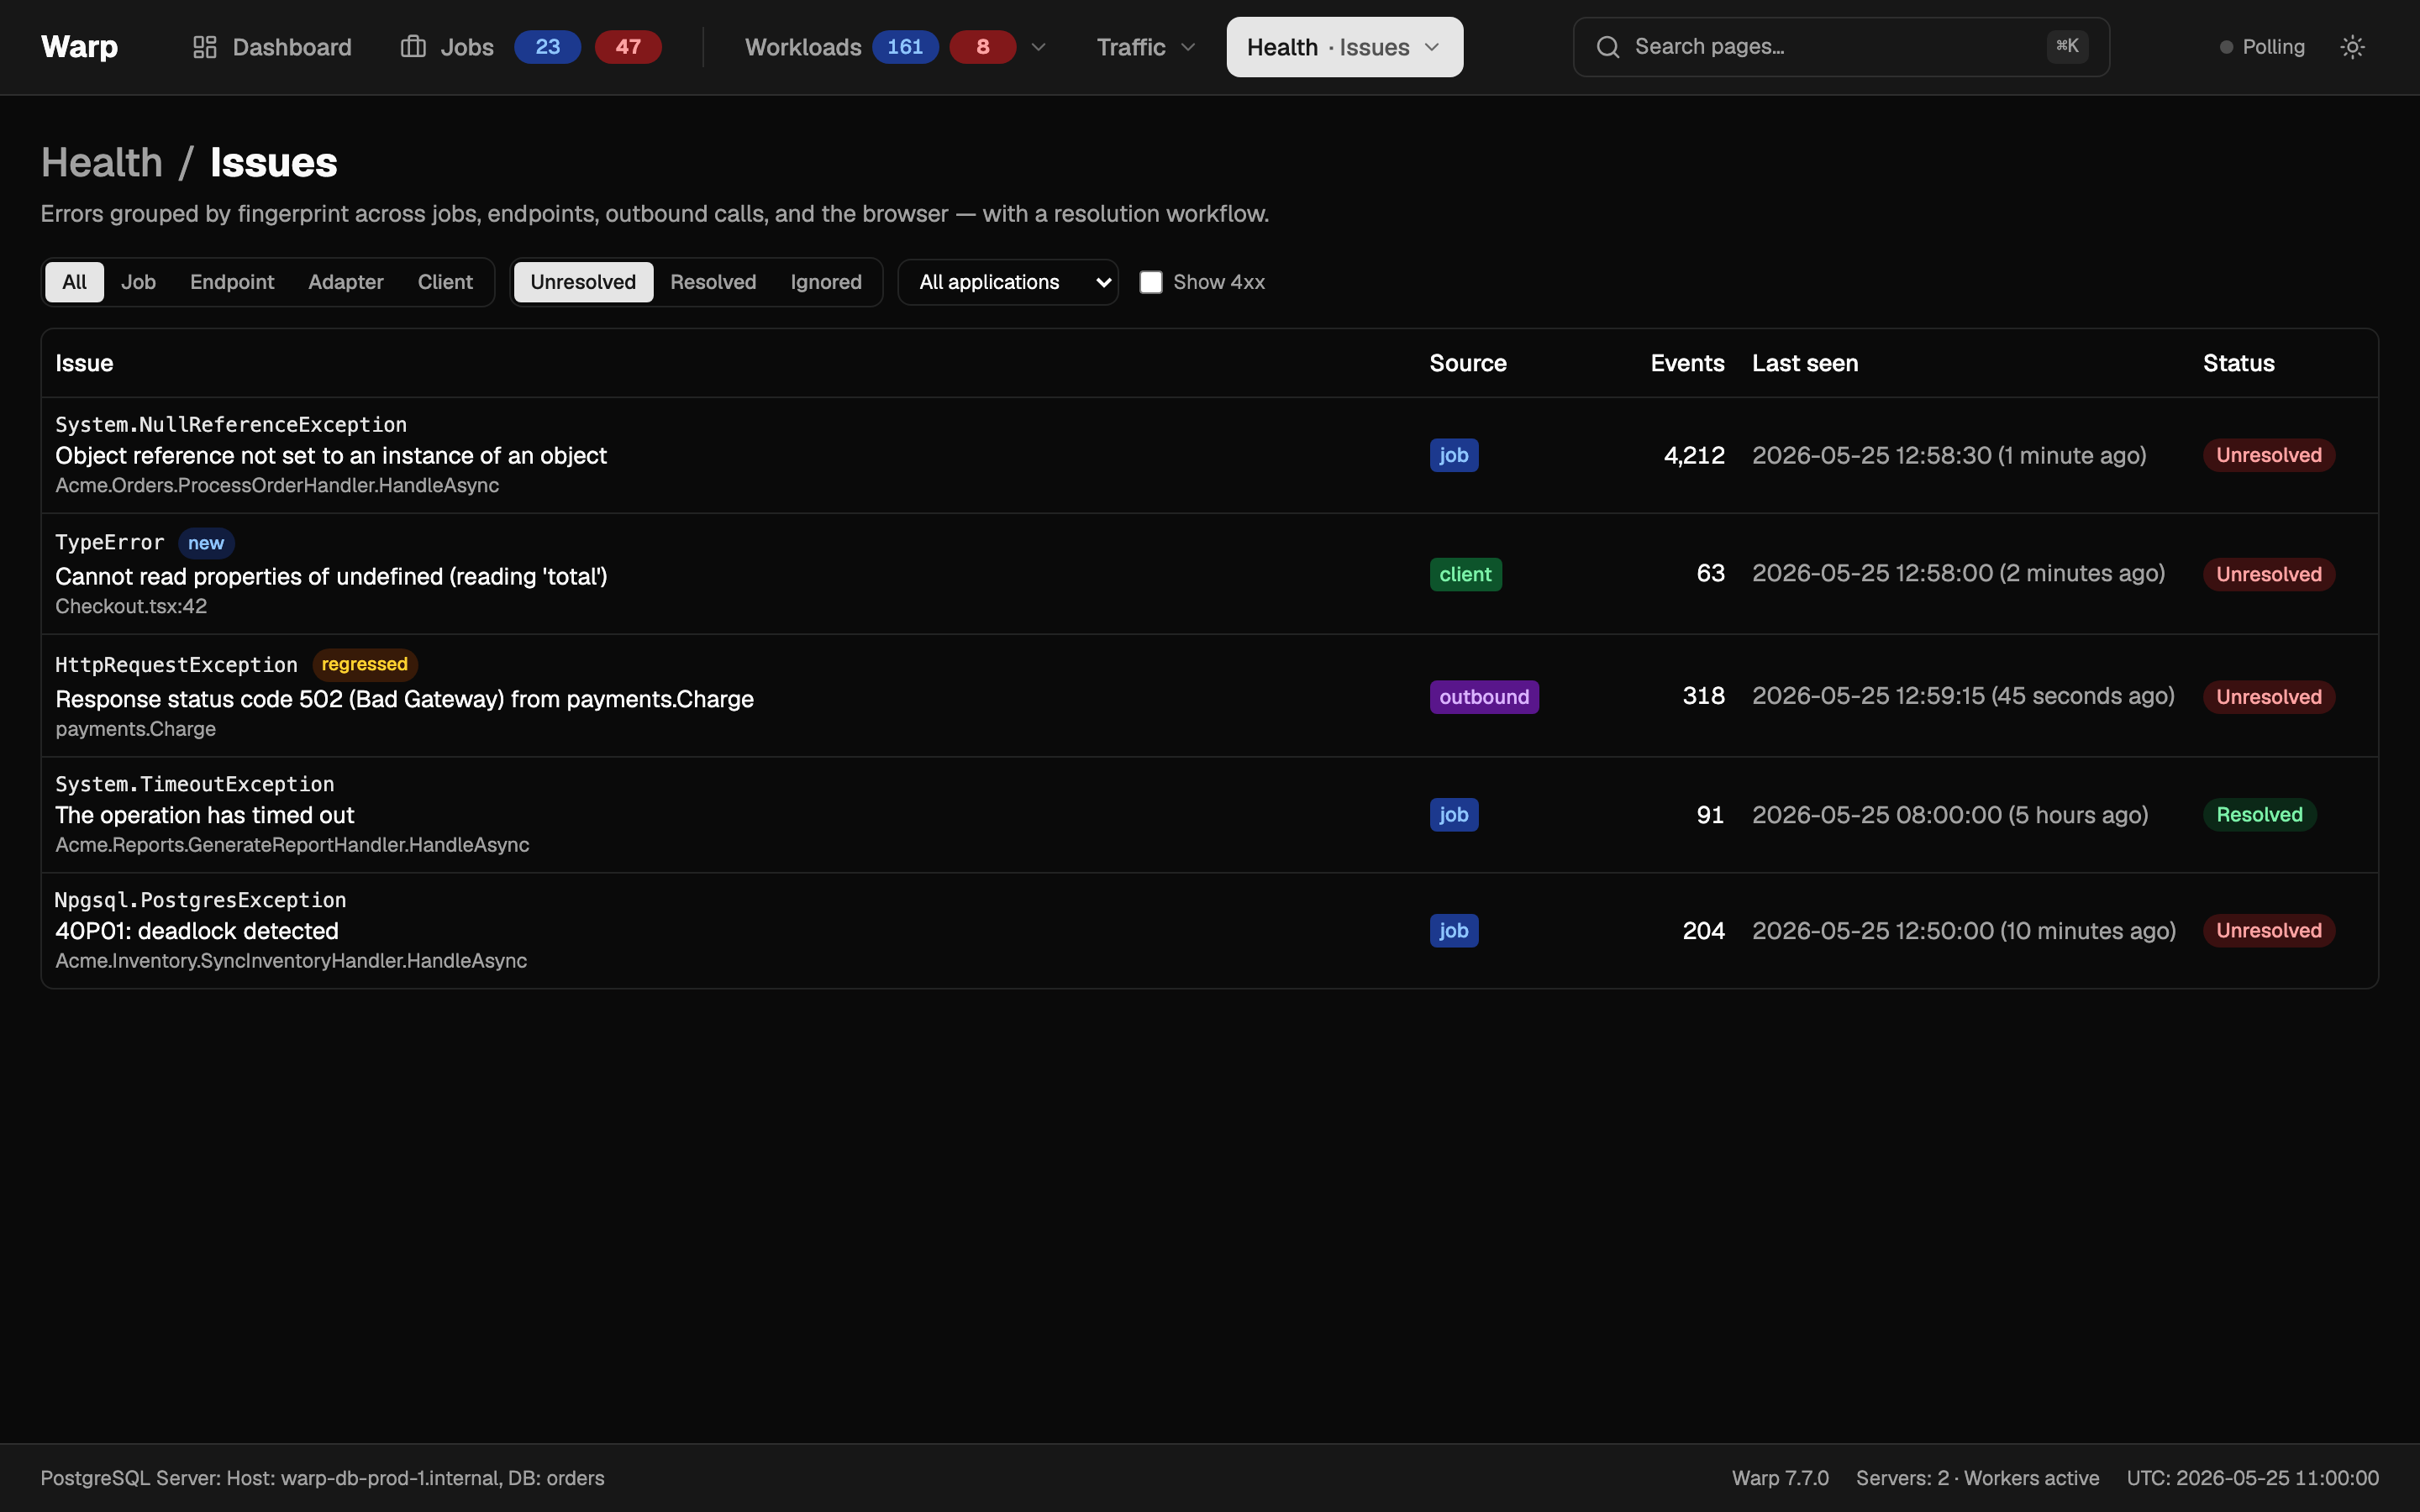 Warp Dashboard Jobs 23 47 Workloads 161 8 Traffic Health · Issues Search pages... ⌘K Polling
Health / Issues
Errors grouped by fingerprint across jobs, endpoints, outbound calls, and the browser — with a resolution workflow.
All Job Endpoint Adapter Client Unresolved Resolved Ignored All applications Show 4xx
Issue Source Events Last seen Status
System.NullReferenceException
Object reference not set to an instance of an object job 4,212 2026-05-25 12:58:30 (1 minute ago) Unresolved
Acme.Orders.ProcessOrderHandler.HandleAsync
TypeError new
Cannot read properties of undefined (reading 'total') client 63 2026-05-25 12:58:00 (2 minutes ago) Unresolved
Checkout.tsx:42
HttpRequestException regressed
Response status code 502 (Bad Gateway) from payments.Charge outbound 318 2026-05-25 12:59:15 (45 seconds ago) Unresolved
payments.Charge
System.TimeoutException
The operation has timed out job 91 2026-05-25 08:00:00 (5 hours ago) Resolved
Acme.Reports.GenerateReportHandler.HandleAsync
Npgsql.PostgresException
40P01: deadlock detected job 204 2026-05-25 12:50:00 (10 minutes ago) Unresolved
Acme.Inventory.SyncInventoryHandler.HandleAsync
PostgreSQL Server: Host: warp-db-prod-1.internal, DB: orders Warp 7.7.0 Servers: 2 · Workers active UTC: 2026-05-25 11:00:00